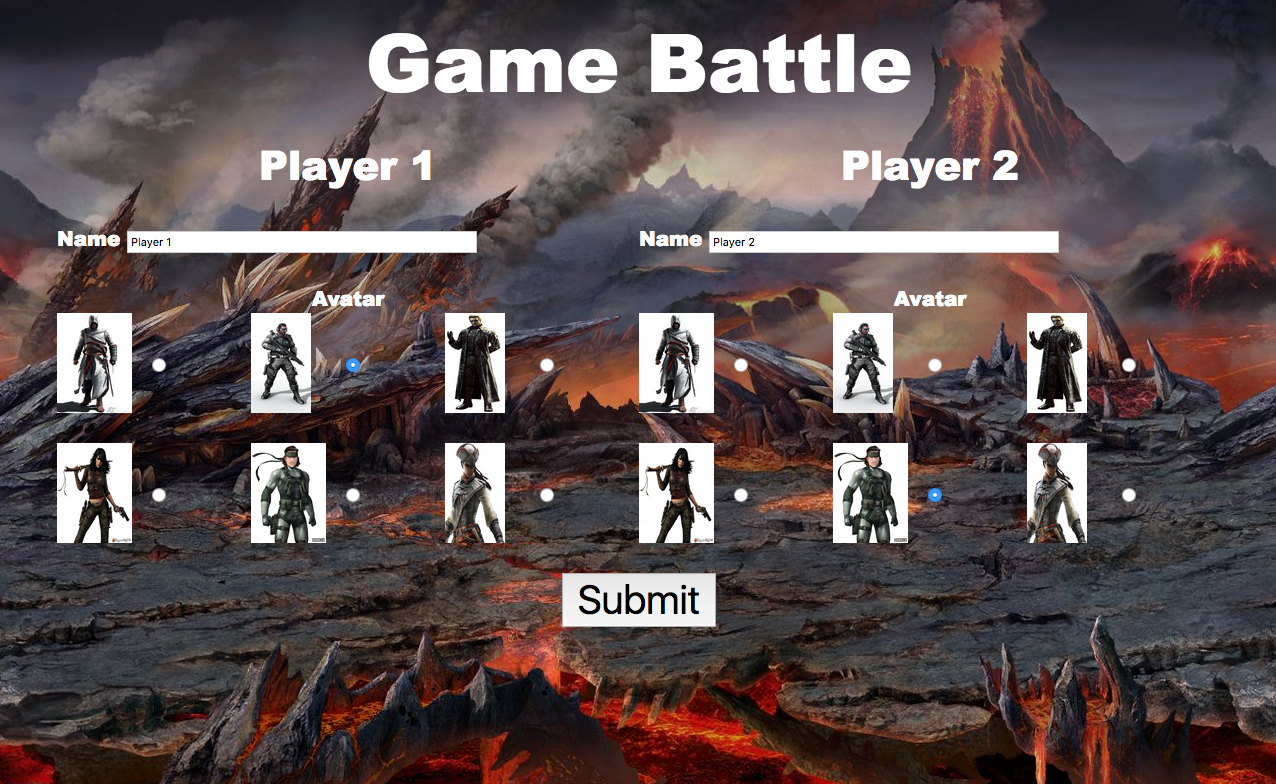 Game Battle
Player 1
Name Player 1
Avatar
Player 2
Name Player 2
Avatar
Submit